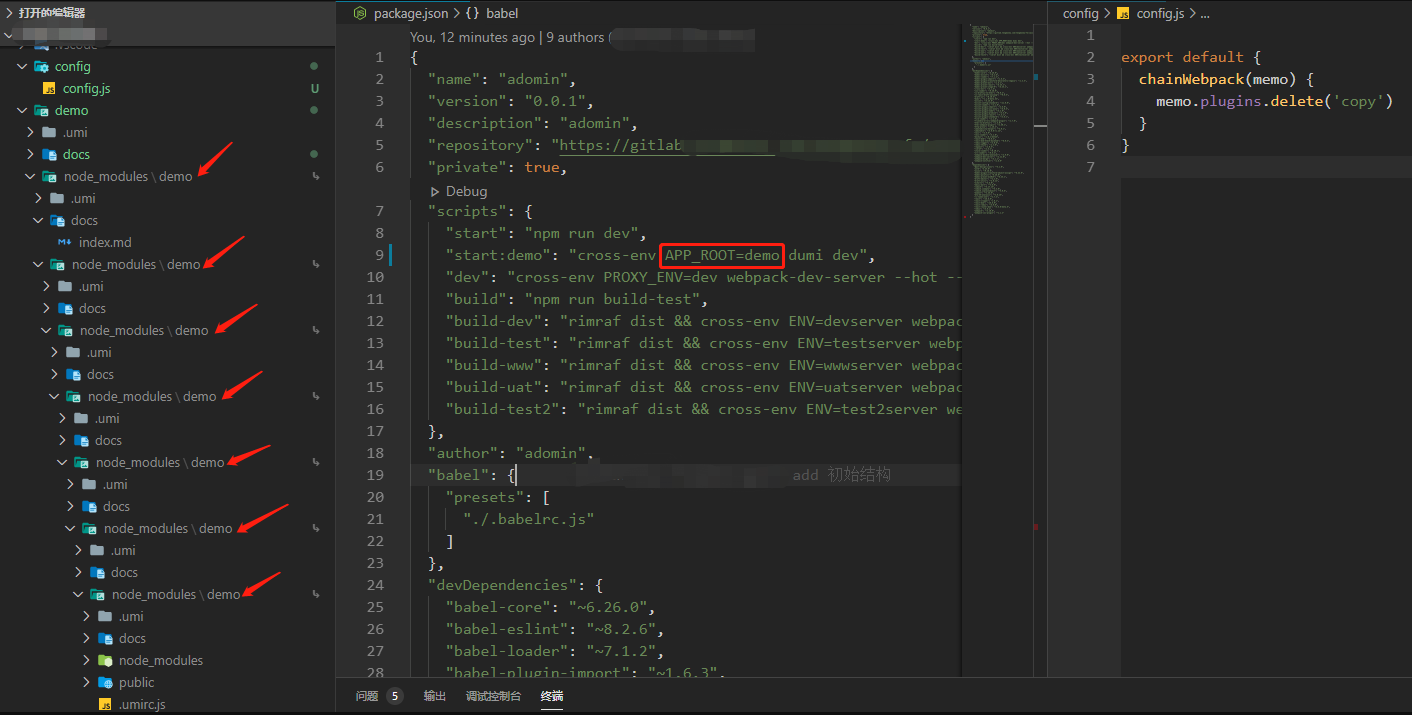 打开的编辑器
.vscode
config
config.js U
demo
.umi
docs
node_modules \ demo
.umi
docs
index.md
node_modules \ demo
.umi
docs
node_modules \ demo
.umi
docs
node_modules \ demo
.umi
docs
node_modules \ demo
.umi
docs
node_modules \ demo
.umi
docs
node_modules \ demo
.umi
docs
node_modules
public
.umirc.js
package.json > {} babel
You, 12 minutes ago | 9 authors (
1 {
2 "name": "adomin",
3 "version": "0.0.1",
4 "description": "adomin",
5 "repository": "https://gitlab
6 "private": true,
Debug
7 "scripts": {
8 "start": "npm run dev",
9 "start:demo": "cross-env APP_ROOT=demo dumi dev",
10 "dev": "cross-env PROXY_ENV=dev webpack-dev-server --hot --
11 "build": "npm run build-test",
12 "build-dev": "rimraf dist && cross-env ENV=devserver webpac
13 "build-test": "rimraf dist && cross-env ENV=testserver webp
14 "build-www": "rimraf dist && cross-env ENV=wwwserver webpac
15 "build-uat": "rimraf dist && cross-env ENV=uatserver webpac
16 "build-test2": "rimraf dist && cross-env ENV=test2server we
17 },
18 "author": "adomin",
19 "babel": { add 初始结构
20 "presets": [
21 "./.babelrc.js"
22 ]
23 },
24 "devDependencies": {
25 "babel-core": "~6.26.0",
26 "babel-eslint": "~8.2.6",
27 "babel-loader": "~7.1.2",
28 "babel-plugin-import": "~1.6.3",
问题 5 输出 调试控制台 终端
config > JS config.js > ...
1
2 export default {
3 chainWebpack(memo) {
4 memo.plugins.delete('copy')
5 }
6 }
7